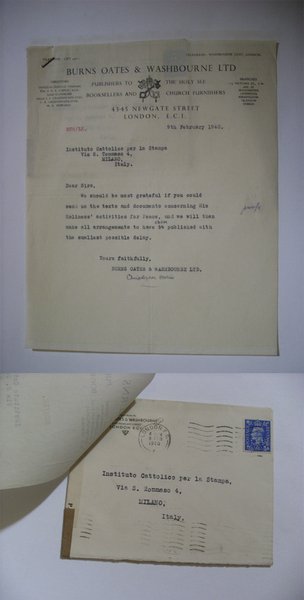 BURNS OATES & WASHBOURNE LTD
PUBLISHERS TO THE HOLY SEE
BOOKSELLERS AND CHURCH FURNISHERS
43-45 NEWGATE STREET
LONDON, E.C.1.
9th February 1940.
Instituto Cattolico per la Stampa
Via S. Tommaso 4,
MILANO,
Italy.
Dear Sirs,
We should be most grateful if you could
send us the texts and documents concerning His
Holiness' activities for Peace, and we will then
them
make all arrangements to have published with
the smallest possible delay.
Yours faithfully,
BURNS OATES & WASHBOURNE LTD.
LONDON
Instituto Cattolico per la Stampa,
Via S. Tommaso 4,
MILANO,
Italy.